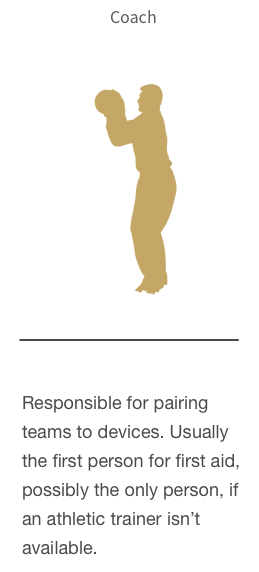 Coach
Responsible for pairing
teams to devices. Usually
the first person for first aid,
possibly the only person, if
an athletic trainer isn’t
available.